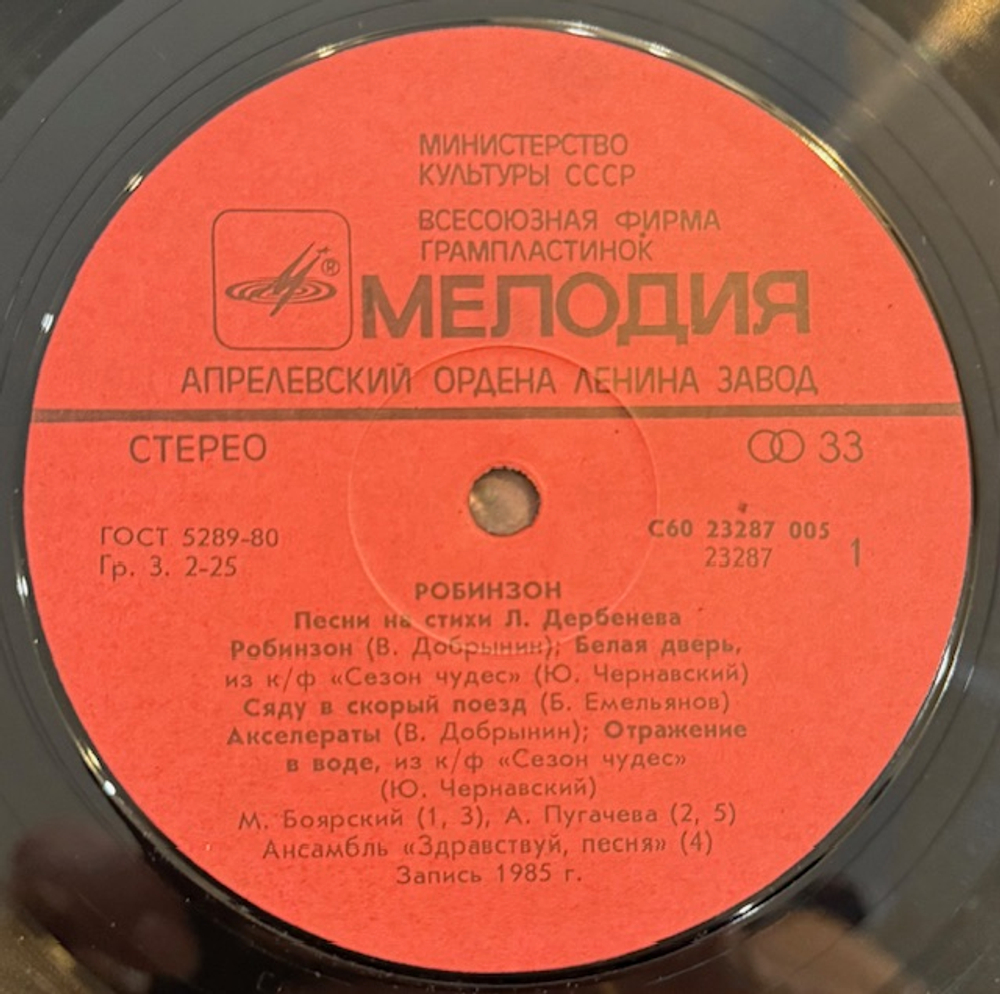 МИНИСТЕРСТВО
КУЛЬТУРЫ СССР
ВСЕСОЮЗНАЯ ФИРМА
ГРАМПЛАСТИНОК
®
МЕЛОДИЯ
АПРЕЛЕВСКИЙ ОРДЕНА ЛЕНИНА ЗАВОД
СТЕРЕО 33
ГОСТ 5289-80
Гр. 3. 2-25
С60 23287 005
23287 1
РОБИНЗОН
Песни на стихи Л. Дербенева
Робинзон (В. Добрынин); Белая дверь,
из к/ф «Сезон чудес» (Ю. Чернавский)
Сяду в скорый поезд (Б. Емельянов)
Акселераты (В. Добрынин); Отражение
в воде, из к/ф «Сезон чудес»
(Ю. Чернавский)
М. Боярский (1, 3), А. Пугачева (2, 5)
Ансамбль «Здравствуй, песня» (4)
Запись 1985 г.